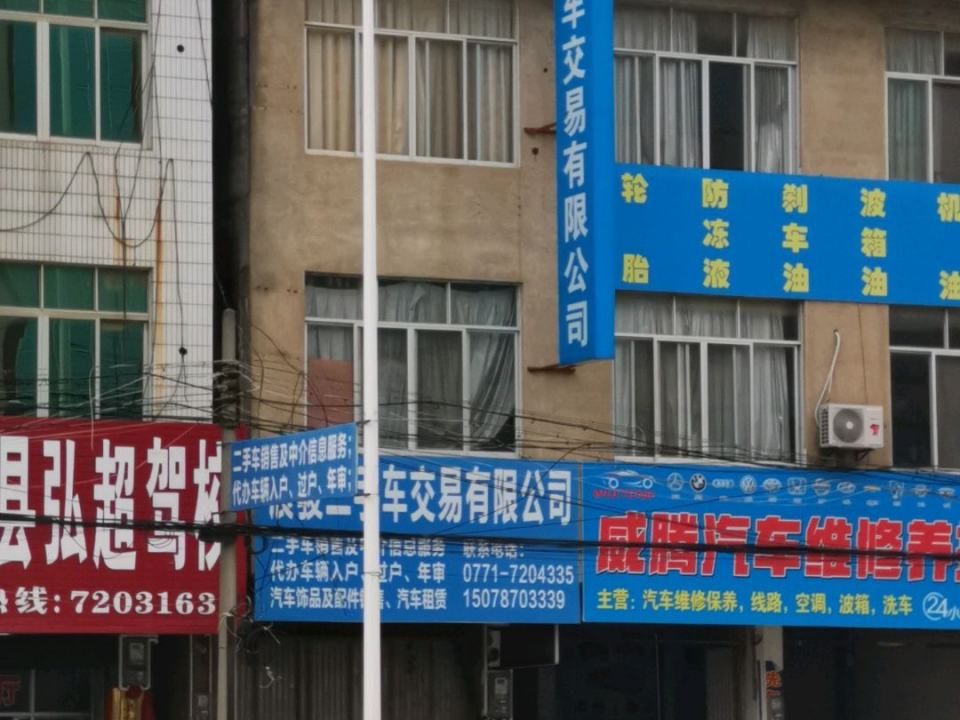 车交易有限公司
轮胎
防冻液
刹车油
波箱油
二手车销售及中介信息服务；
代办车辆入户、过户、年审；
县弘超驾校
热线：7203163
骏二手车交易有限公司
二手车销售及中介信息服务
代办车辆入户、过户、年审
汽车饰品及配件销售、汽车租赁
联系电话：
0771-7204335
15078703339
威腾汽车维修养
主营：汽车维修保养，线路，空调，波箱，洗车
24小